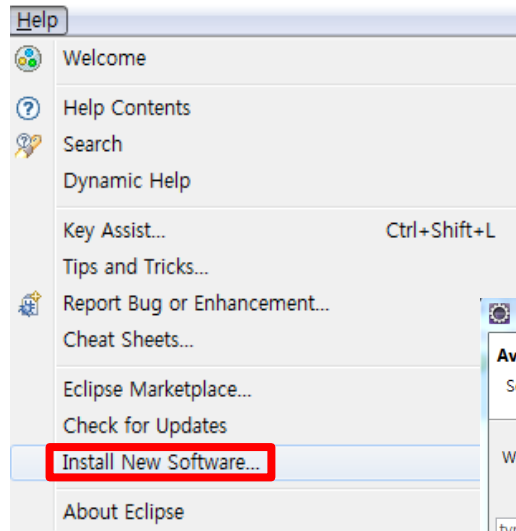 Help
Welcome
Help Contents
Search
Dynamic Help
Key Assist... Ctrl+Shift+L
Tips and Tricks...
Report Bug or Enhancement...
Cheat Sheets...
Eclipse Marketplace...
Check for Updates
Install New Software...
About Eclipse